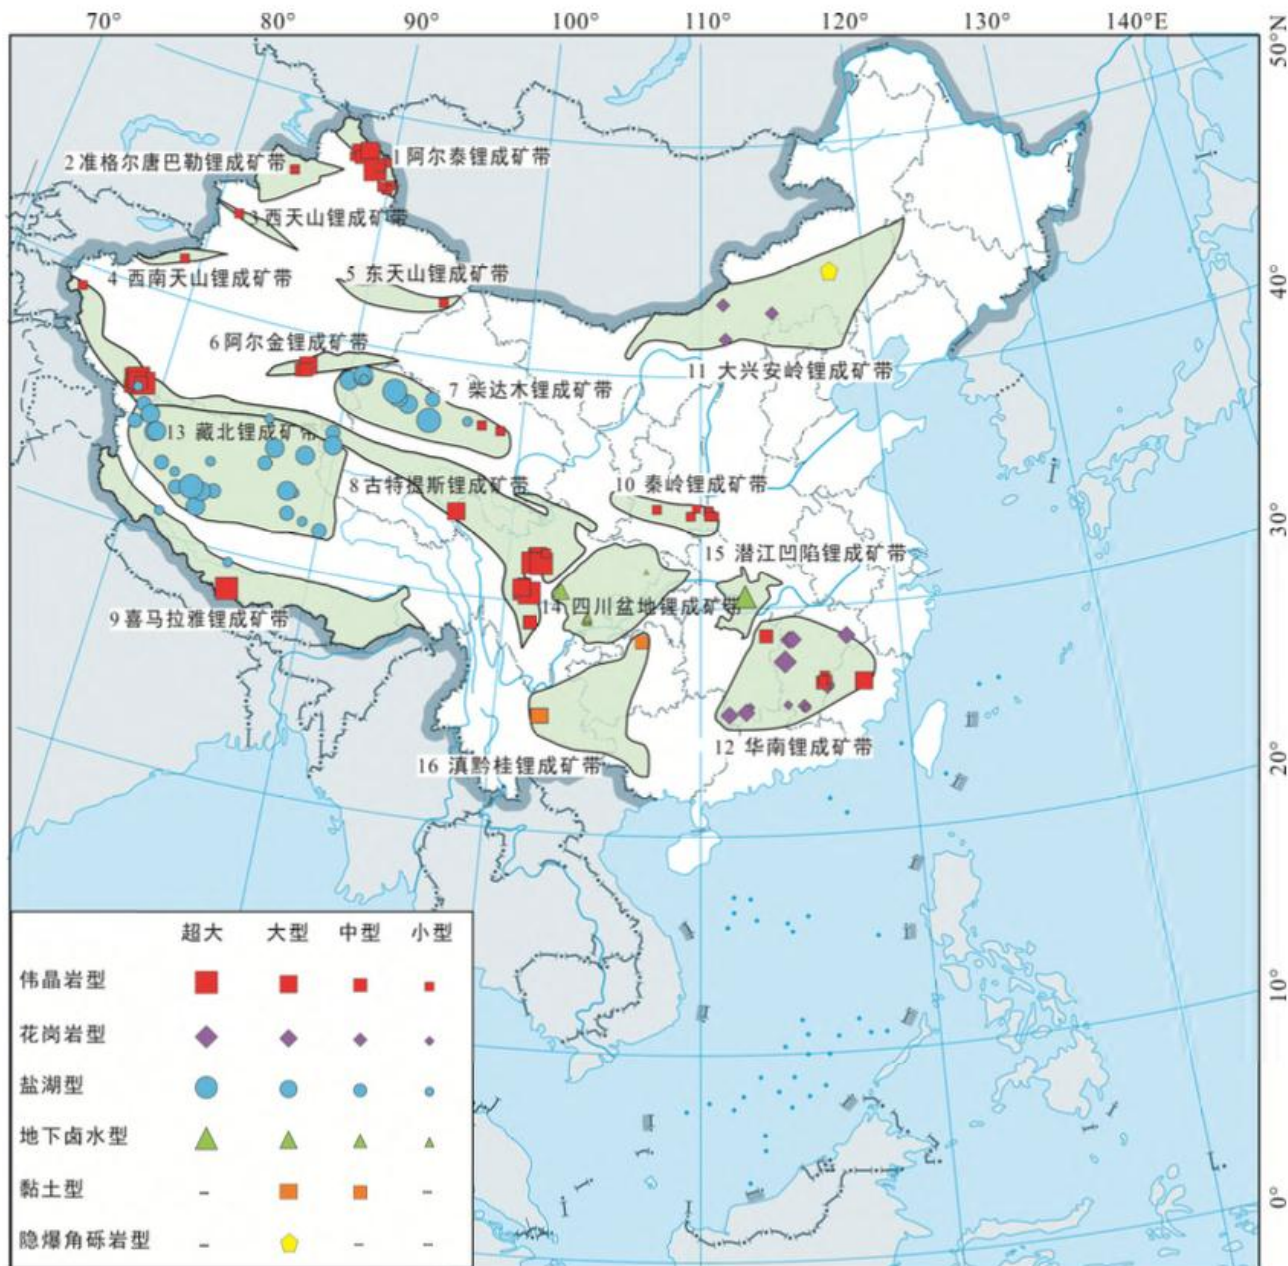 70° 80° 90° 100° 110° 120° 130° 140°E
50°N
40°
30°
20°
10°
0°
1 阿尔泰锂成矿带
2 准格尔唐巴勒锂成矿带
3 西天山锂成矿带
4 西南天山锂成矿带
5 东天山锂成矿带
6 阿尔金锂成矿带
11 大兴安岭锂成矿带
7 柴达木锂成矿带
13 藏北锂成矿带
8 古特提斯锂成矿带
10 秦岭锂成矿带
15 潜江凹陷锂成矿带
14 四川盆地锂成矿带
9 喜马拉雅锂成矿带
12 华南锂成矿带
16 滇黔桂锂成矿带
超大 大型 中型 小型
伟晶岩型
花岗岩型
盐湖型
地下卤水型
黏土型
隐爆角砾岩型